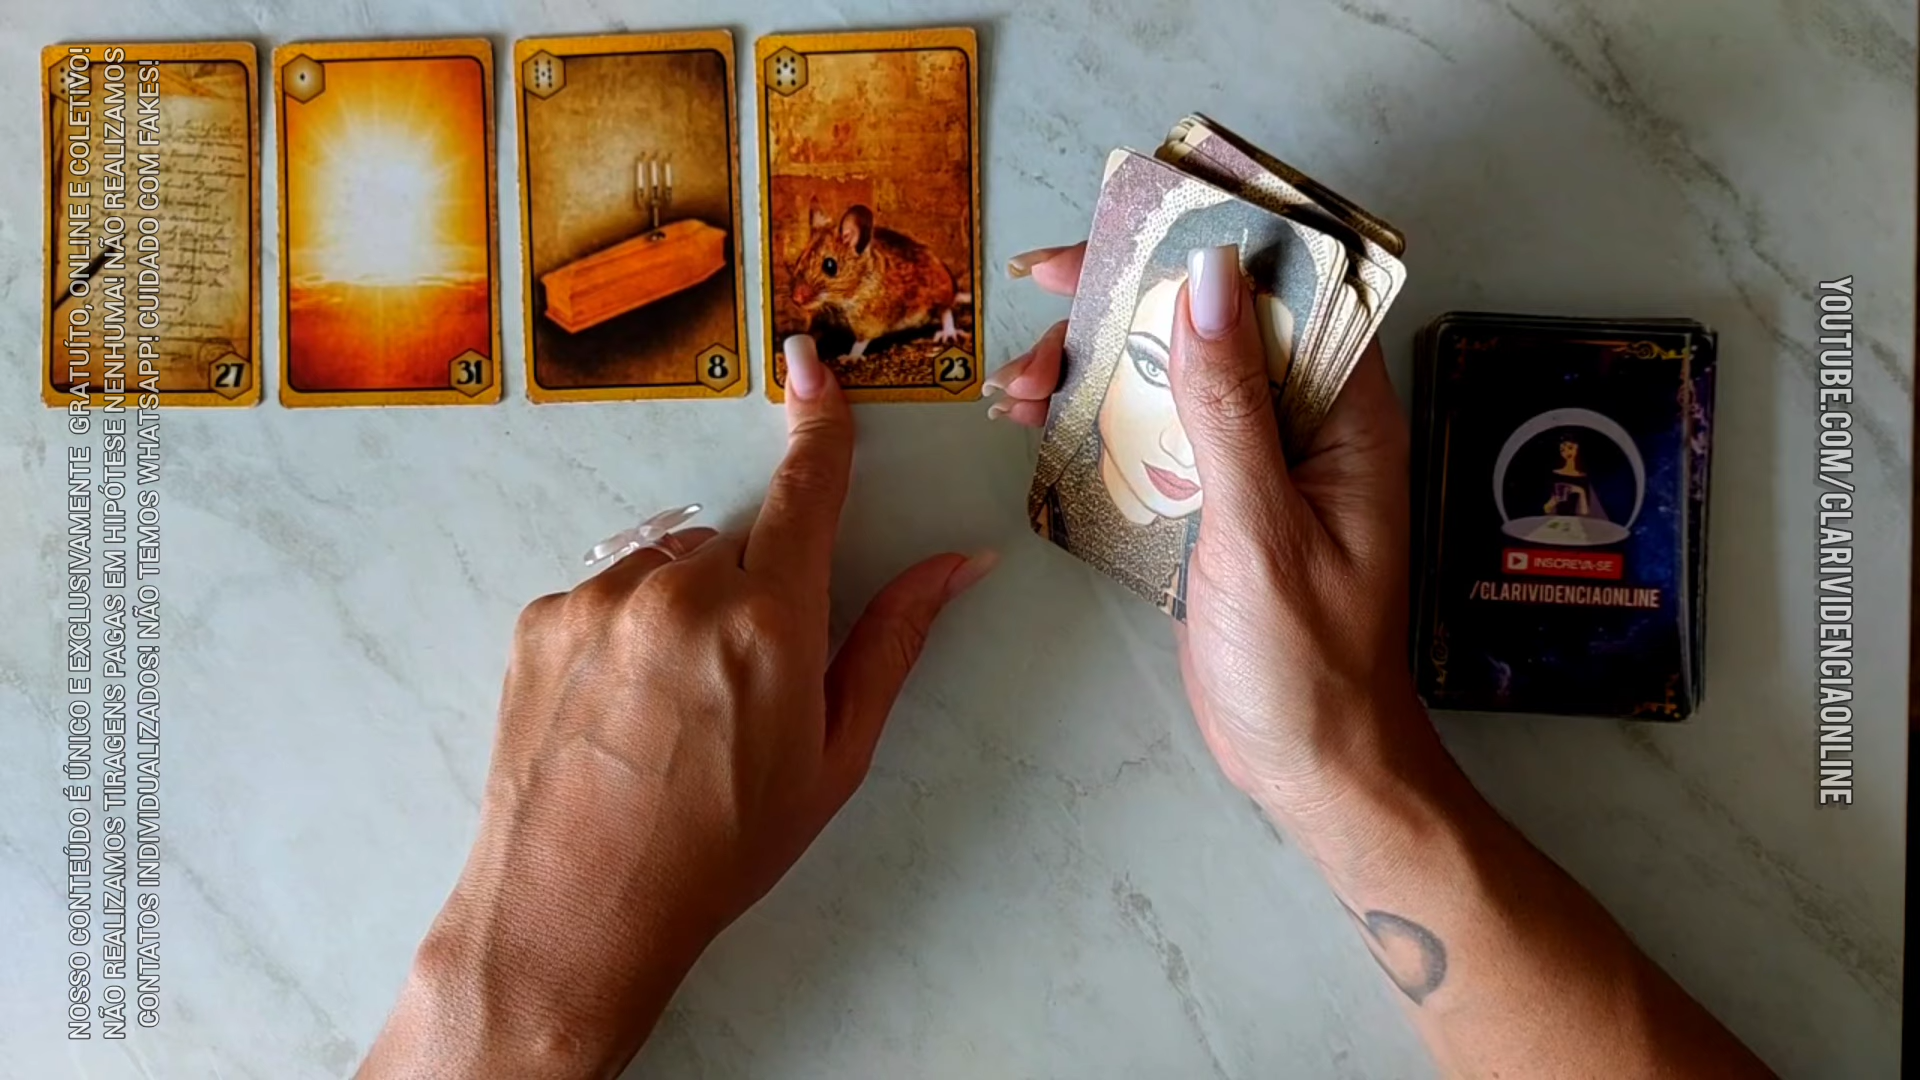 NOSSO CONTEÚDO É ÚNICO E EXCLUSIVAMENTE GRATUÍTO, ONLINE E COLETIVO!
NÃO REALIZAMOS TIRAGENS PAGAS EM HIPÓTESE NENHUMA! NÃO REALIZAMOS
CONTATOS INDIVIDUALIZADOS! NÃO TEMOS WHATSAPP! CUIDADO COM FAKES!
27
31
8
23
INSCREVA-SE
/CLARIVIDENCIAONLINE
YOUTUBE.COM/CLARIVIDENCIAONLINE